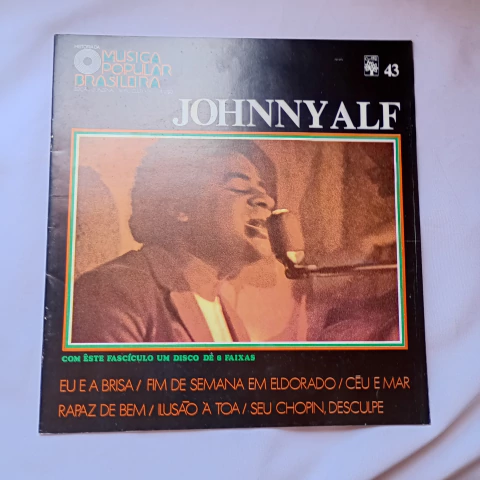 HISTÓRIA DA
MUSICA
POPULAR
BRASILEIRA
43
JOHNNY ALF
COM ÊSTE FASCÍCULO UM DISCO DE 6 FAIXAS
EU E A BRISA / FIM DE SEMANA EM ELDORADO / CÉU E MAR
RAPAZ DE BEM / ILUSÃO À TOA / SEU CHOPIN, DESCULPE